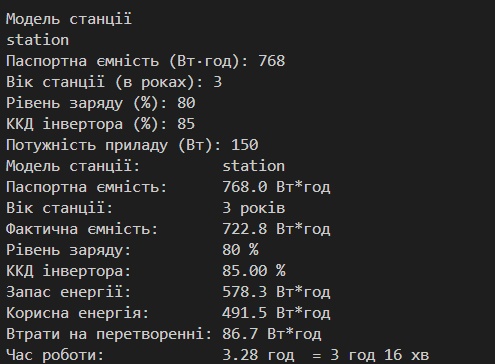 Модель станції
station
Паспортна ємність (Вт·год): 768
Вік станції (в роках): 3
Рівень заряду (%): 80
ККД інвертора (%): 85
Потужність приладу (Вт): 150
Модель станції: station
Паспортна ємність: 768.0 Вт*год
Вік станції: 3 років
Фактична ємність: 722.8 Вт*год
Рівень заряду: 80 %
ККД інвертора: 85.00 %
Запас енергії: 578.3 Вт*год
Корисна енергія: 491.5 Вт*год
Втрати на перетворенні: 86.7 Вт*год
Час роботи: 3.28 год = 3 год 16 хв